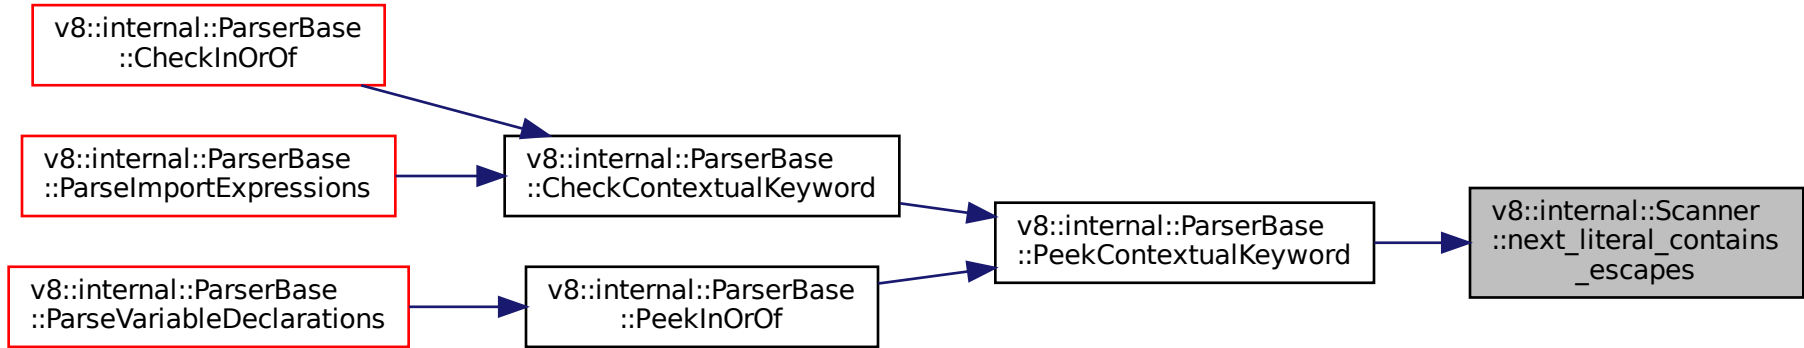 v8::internal::ParserBase
::CheckInOrOf
v8::internal::ParserBase
::ParseImportExpressions
v8::internal::ParserBase
::ParseVariableDeclarations
v8::internal::ParserBase
::CheckContextualKeyword
v8::internal::ParserBase
::PeekInOrOf
v8::internal::ParserBase
::PeekContextualKeyword
v8::internal::Scanner
::next_literal_contains
_escapes